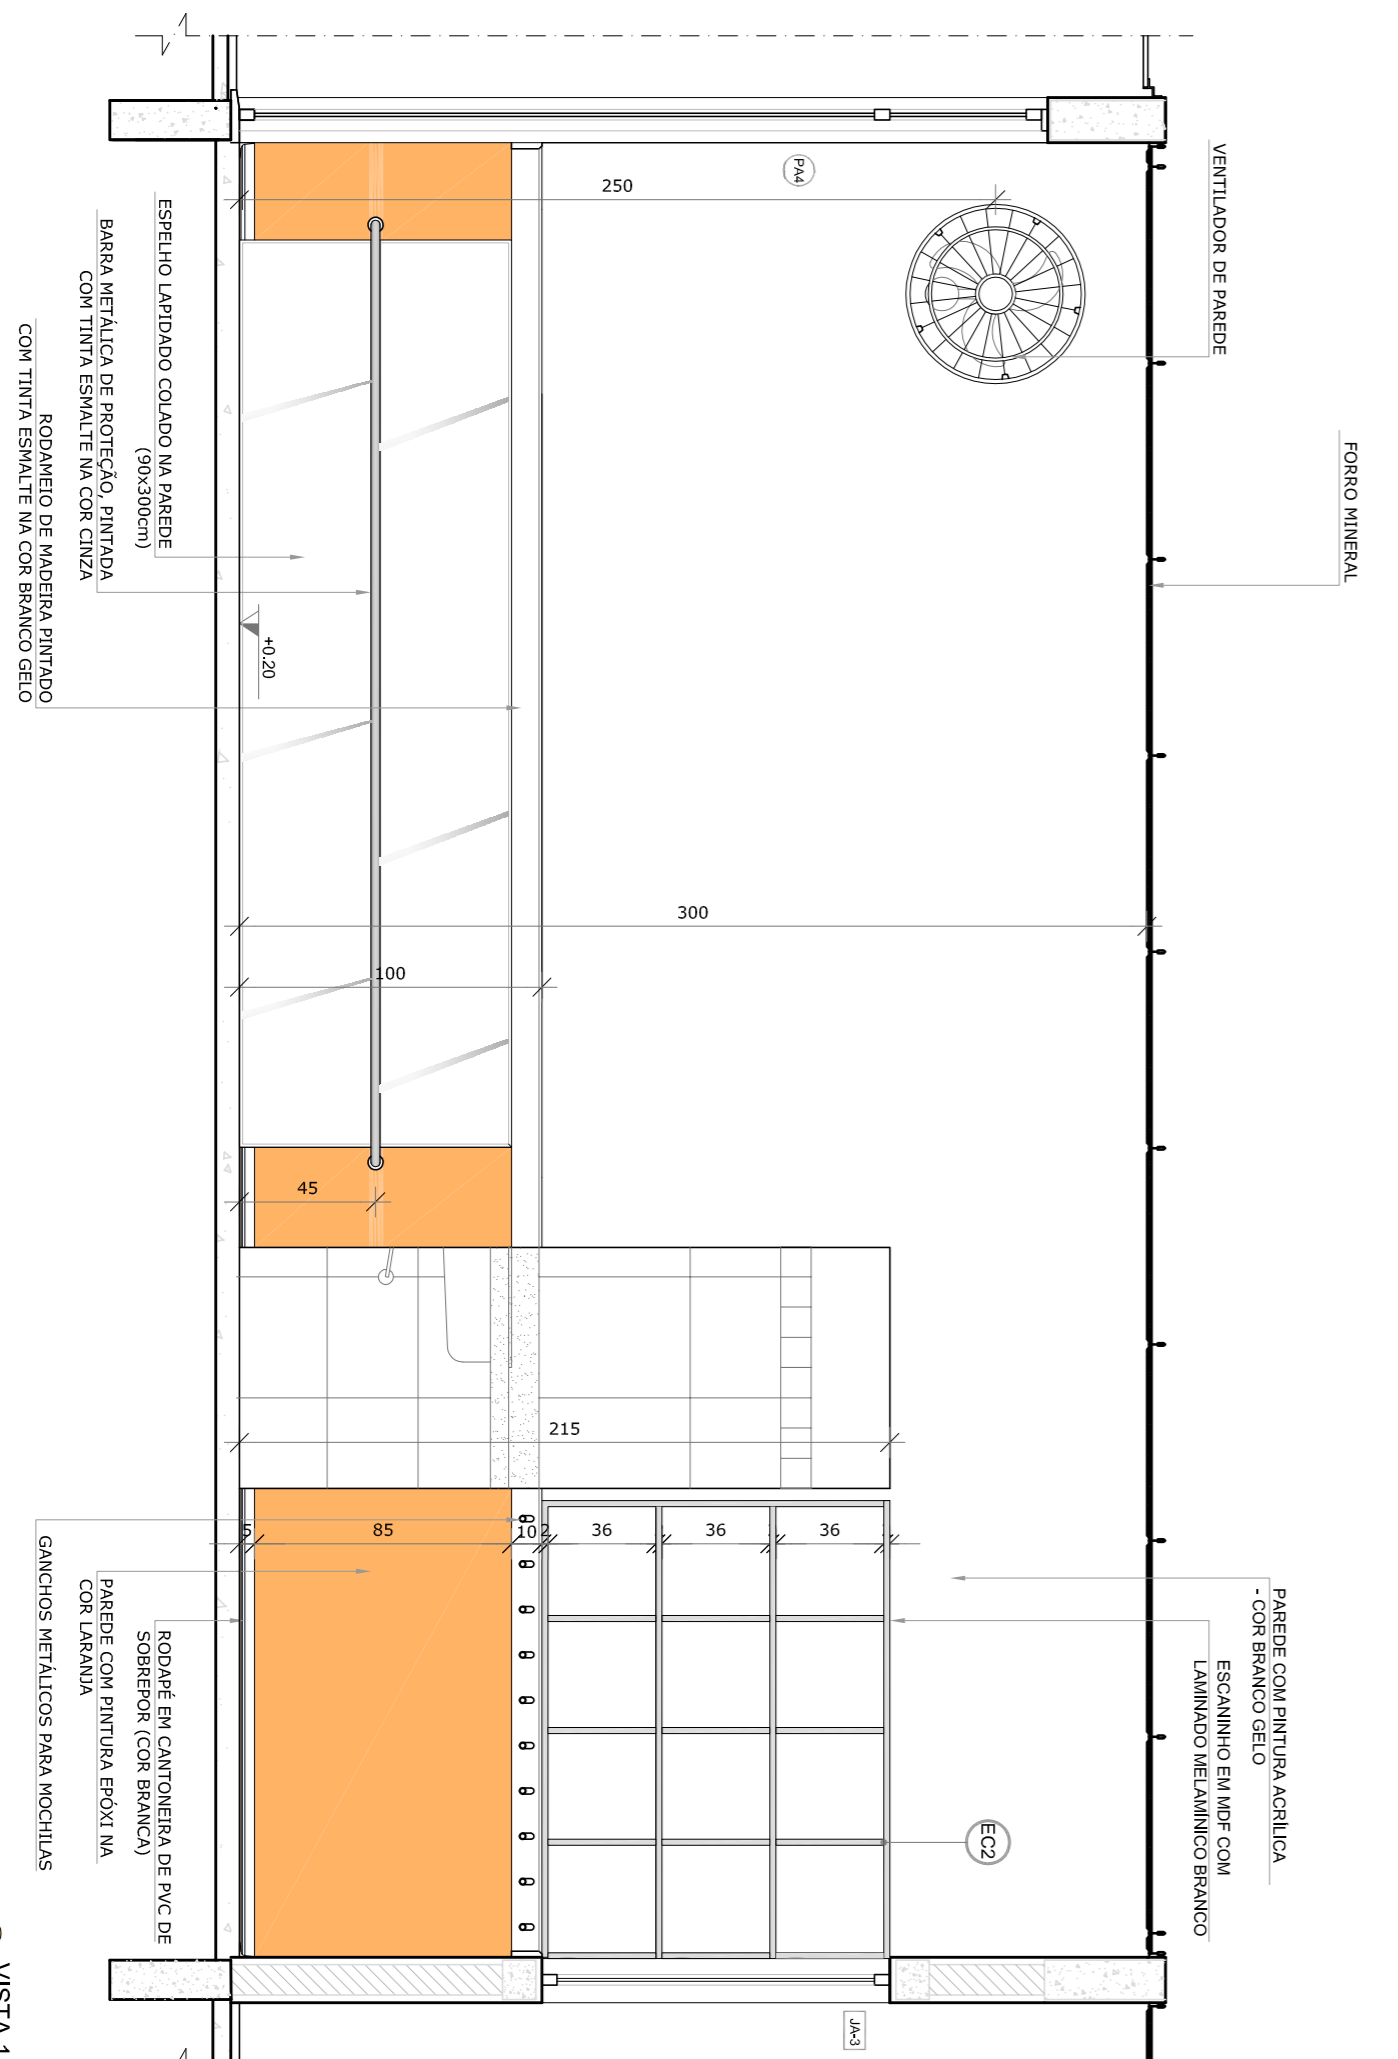 FORRO MINERAL
VENTILADOR DE PAREDE
PAREDE COM PINTURA ACRÍLICA
- COR BRANCO GELO
ESCANINHO EM MDF COM
LAMINADO MELAMÍNICO BRANCO
PA4
250
300
100
45
215
5
85
10
2
36
36
36
EC2
JA-3
+0.20
ESPELHO LAPIDADO COLADO NA PAREDE
(90x300cm)
BARRA METÁLICA DE PROTEÇÃO, PINTADA
COM TINTA ESMALTE NA COR CINZA
RODAMEIO DE MADEIRA PINTADO
COM TINTA ESMALTE NA COR BRANCO GELO
RODAPÉ EM CANTONEIRA DE PVC DE
SOBREPOR (COR BRANCA)
PAREDE COM PINTURA EPÓXI NA
COR LARANJA
GANCHOS METÁLICOS PARA MOCHILAS
VISTA 1